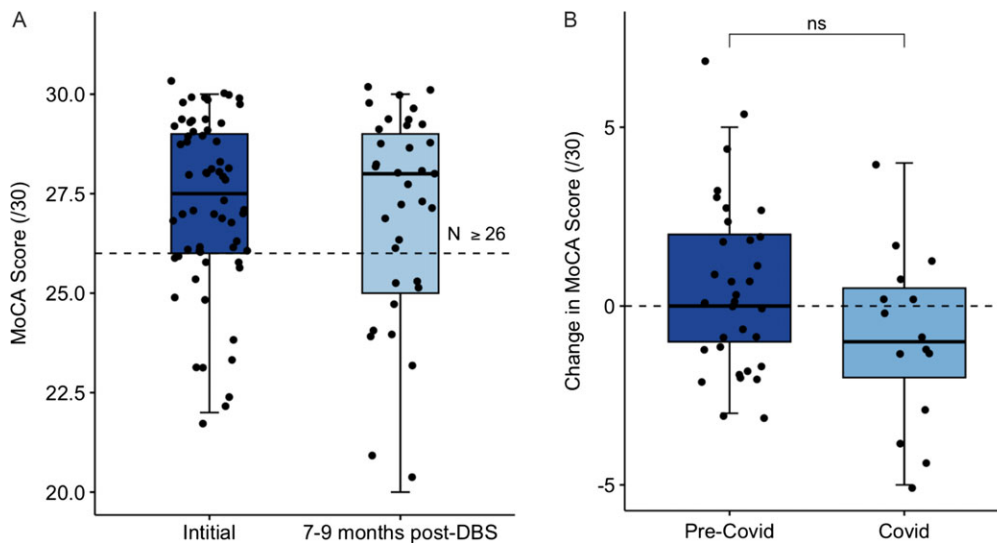 A
MoCA Score (/30)
30.0
27.5
25.0
22.5
20.0
N ≥ 26
Intitial
7-9 months post-DBS
B
ns
Change in MoCA Score (/30)
5
0
-5
Pre-Covid
Covid